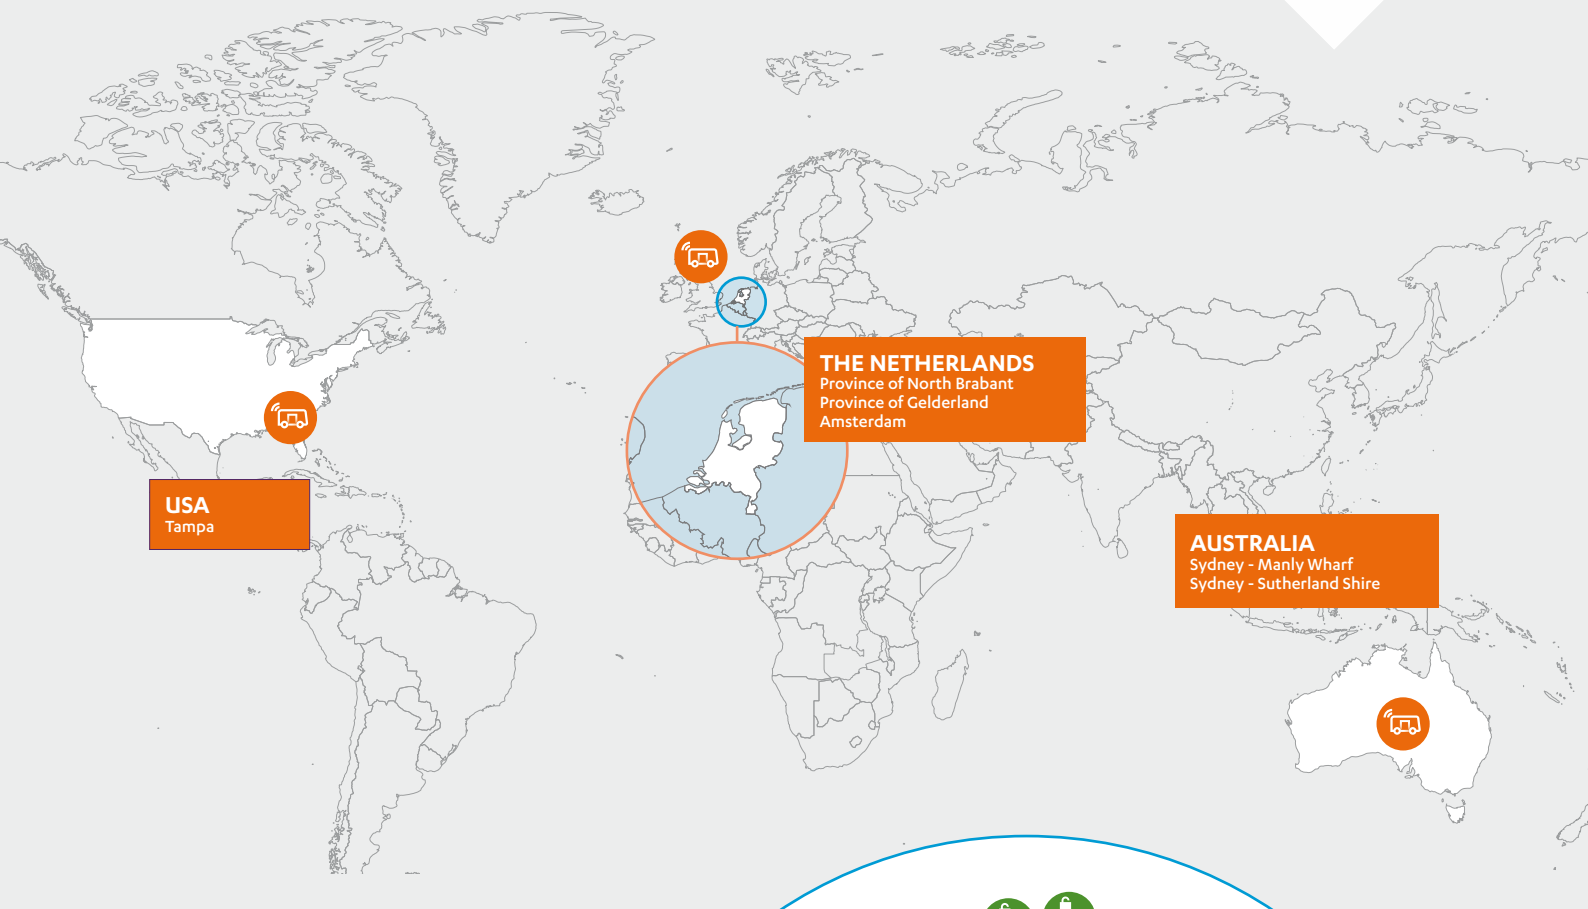 THE NETHERLANDS
Province of North Brabant
Province of Gelderland
Amsterdam
USA
Tampa
AUSTRALIA
Sydney - Manly Wharf
Sydney - Sutherland Shire